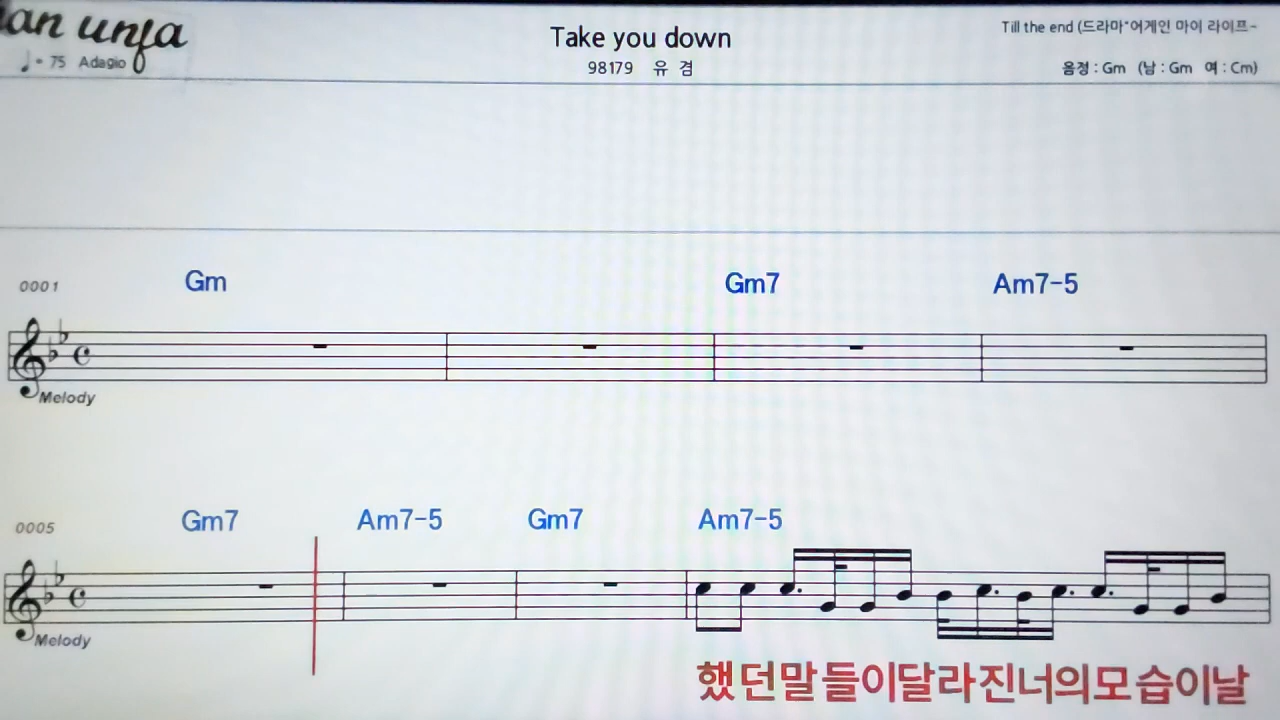 an unfa
Take you down
Till the end (드라마"어게인 마이 라이프~
= 75 Adagio
98179 유 겸
음정 : Gm (남 : Gm 여 : Cm)
0001 Gm Gm7 Am7-5
Melody
0005 Gm7 Am7-5 Gm7 Am7-5
Melody
했던말들이달라진너의모습이날